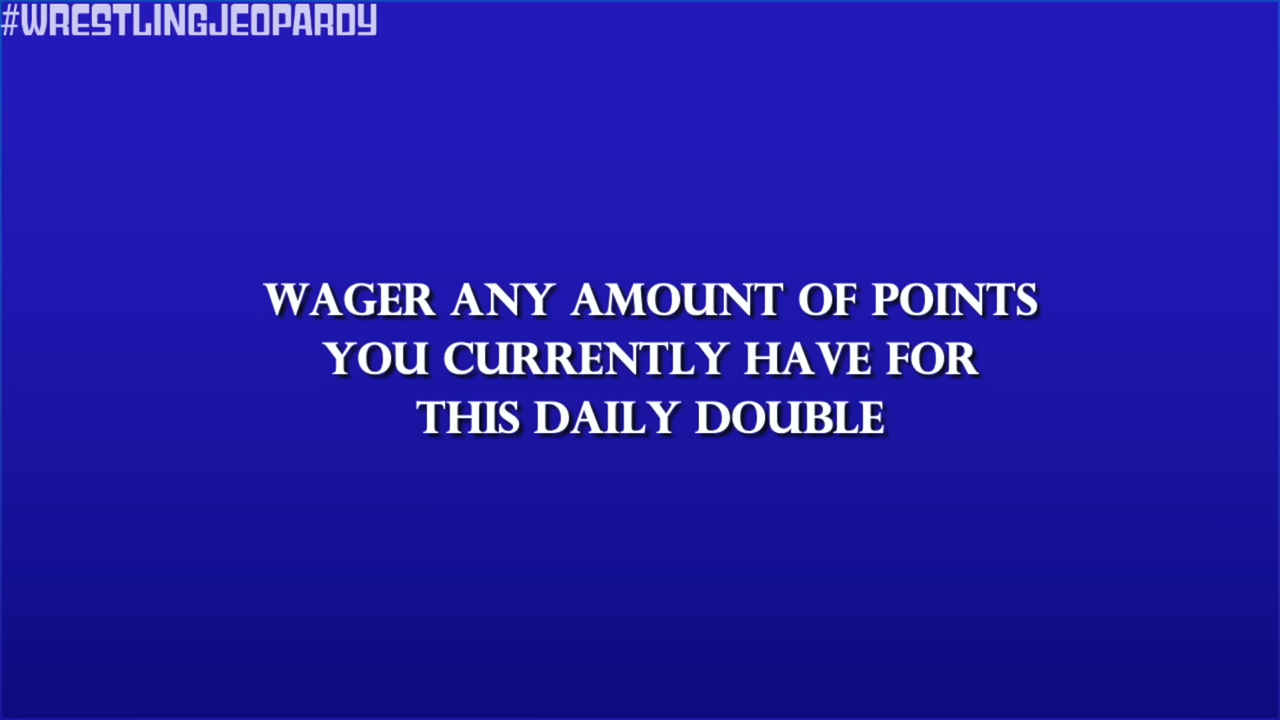 #WRESTLINGJEOPARDY
WAGER ANY AMOUNT OF POINTS
YOU CURRENTLY HAVE FOR
THIS DAILY DOUBLE